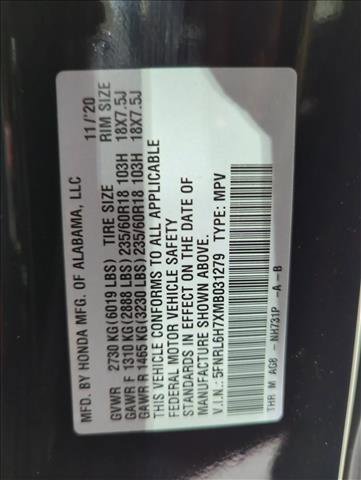 MFD. BY HONDA MFG. OF ALABAMA, LLC 11/'20
GVWR 2730 KG(6019 LBS) TIRE SIZE RIM SIZE
GAWR F 1310 KG(2888 LBS) 235/60R18 103H 18X7.5J
GAWR R 1465 KG(3230 LBS) 235/60R18 103H 18X7.5J
THIS VEHICLE CONFORMS TO ALL APPLICABLE
FEDERAL MOTOR VEHICLE SAFETY
STANDARDS IN EFFECT ON THE DATE OF
MANUFACTURE SHOWN ABOVE.
V.I.N.: 5FNRL6H7XMB031279 TYPE: MPV
THR M AG8 - NH731P -A -B